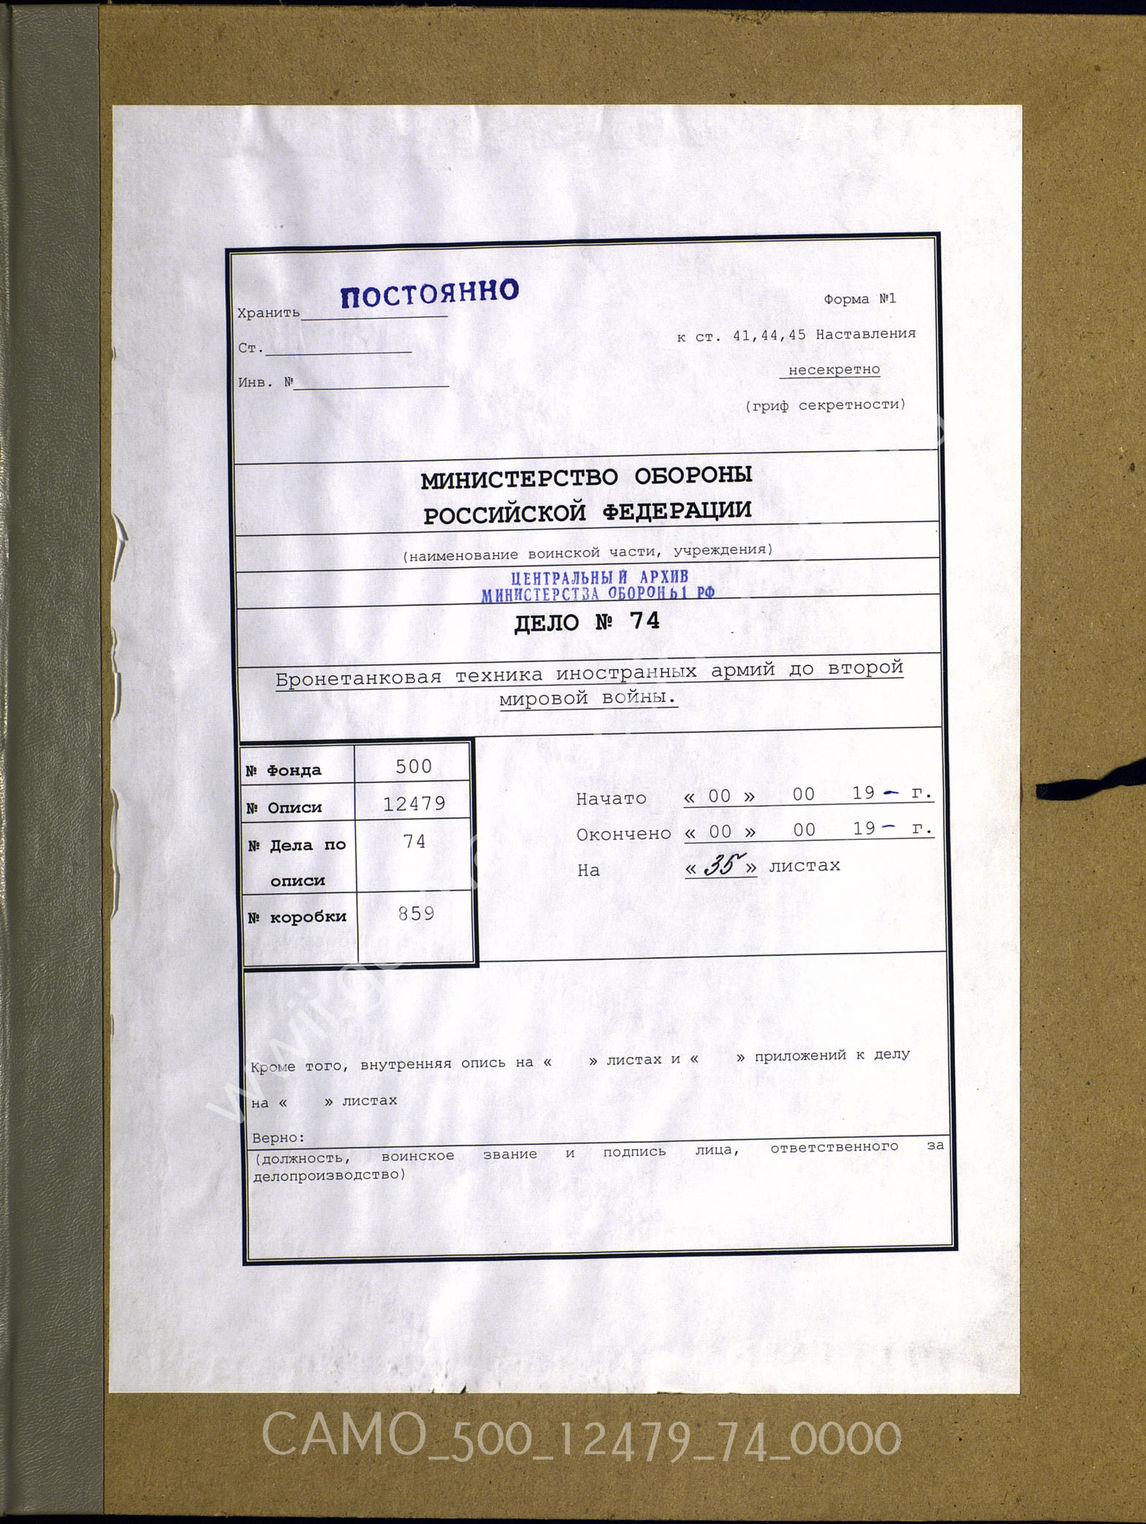 Хранить ПОСТОЯННО
Форма №1
Ст.
к ст. 41,44,45 Наставления
Инв. №
несекретно
(гриф секретности)
МИНИСТЕРСТВО ОБОРОНЫ
РОССИЙСКОЙ ФЕДЕРАЦИИ
(наименование воинской части, учреждения)
ЦЕНТРАЛЬНЫЙ АРХИВ
МИНИСТЕРСТВА ОБОРОНЫ РФ
ДЕЛО № 74
Бронетанковая техника иностранных армий до второй
мировой войны.
№ Фонда 500
№ Описи 12479
№ Дела по 74
описи
№ коробки 859
Начато « 00 » 00 19 – г.
Окончено « 00 » 00 19 – г.
На « 35 » листах
Кроме того, внутренняя опись на « » листах и « » приложений к делу
на « » листах
Верно:
(должность, воинское звание и подпись лица, ответственного за
делопроизводство)
CAMO_500_12479_74_0000